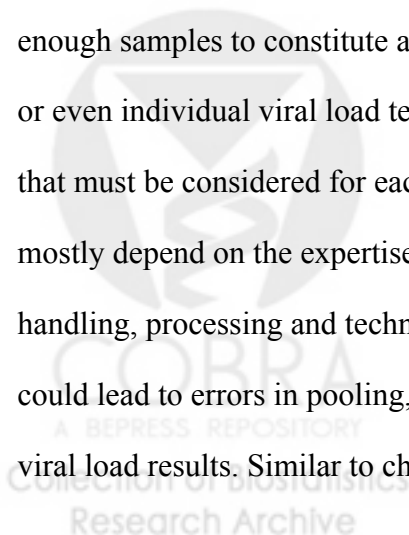 enough samples to constitute a
or even individual viral load te
that must be considered for eac
mostly depend on the expertise
handling, processing and techn
COBRA
could lead to errors in pooling,
A BEPRESS REPOSITORY
viral load results. Similar to ch
Collection of Biostatistics
Research Archive